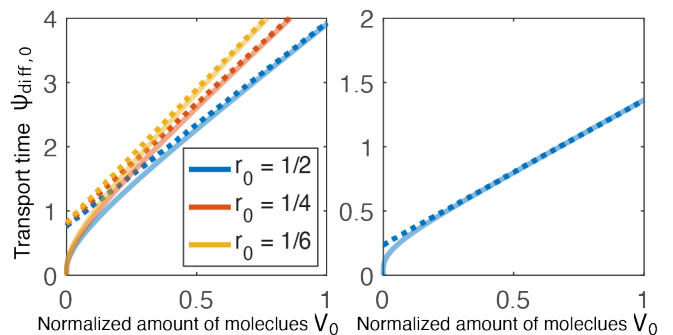 4
3
2
1
0
Transport time ψdiff,0
r0 = 1/2
r0 = 1/4
r0 = 1/6
0 0.5 1
Normalized amount of moleclues V0
2
1.5
1
0.5
0
0 0.5 1
Normalized amount of moleclues V0